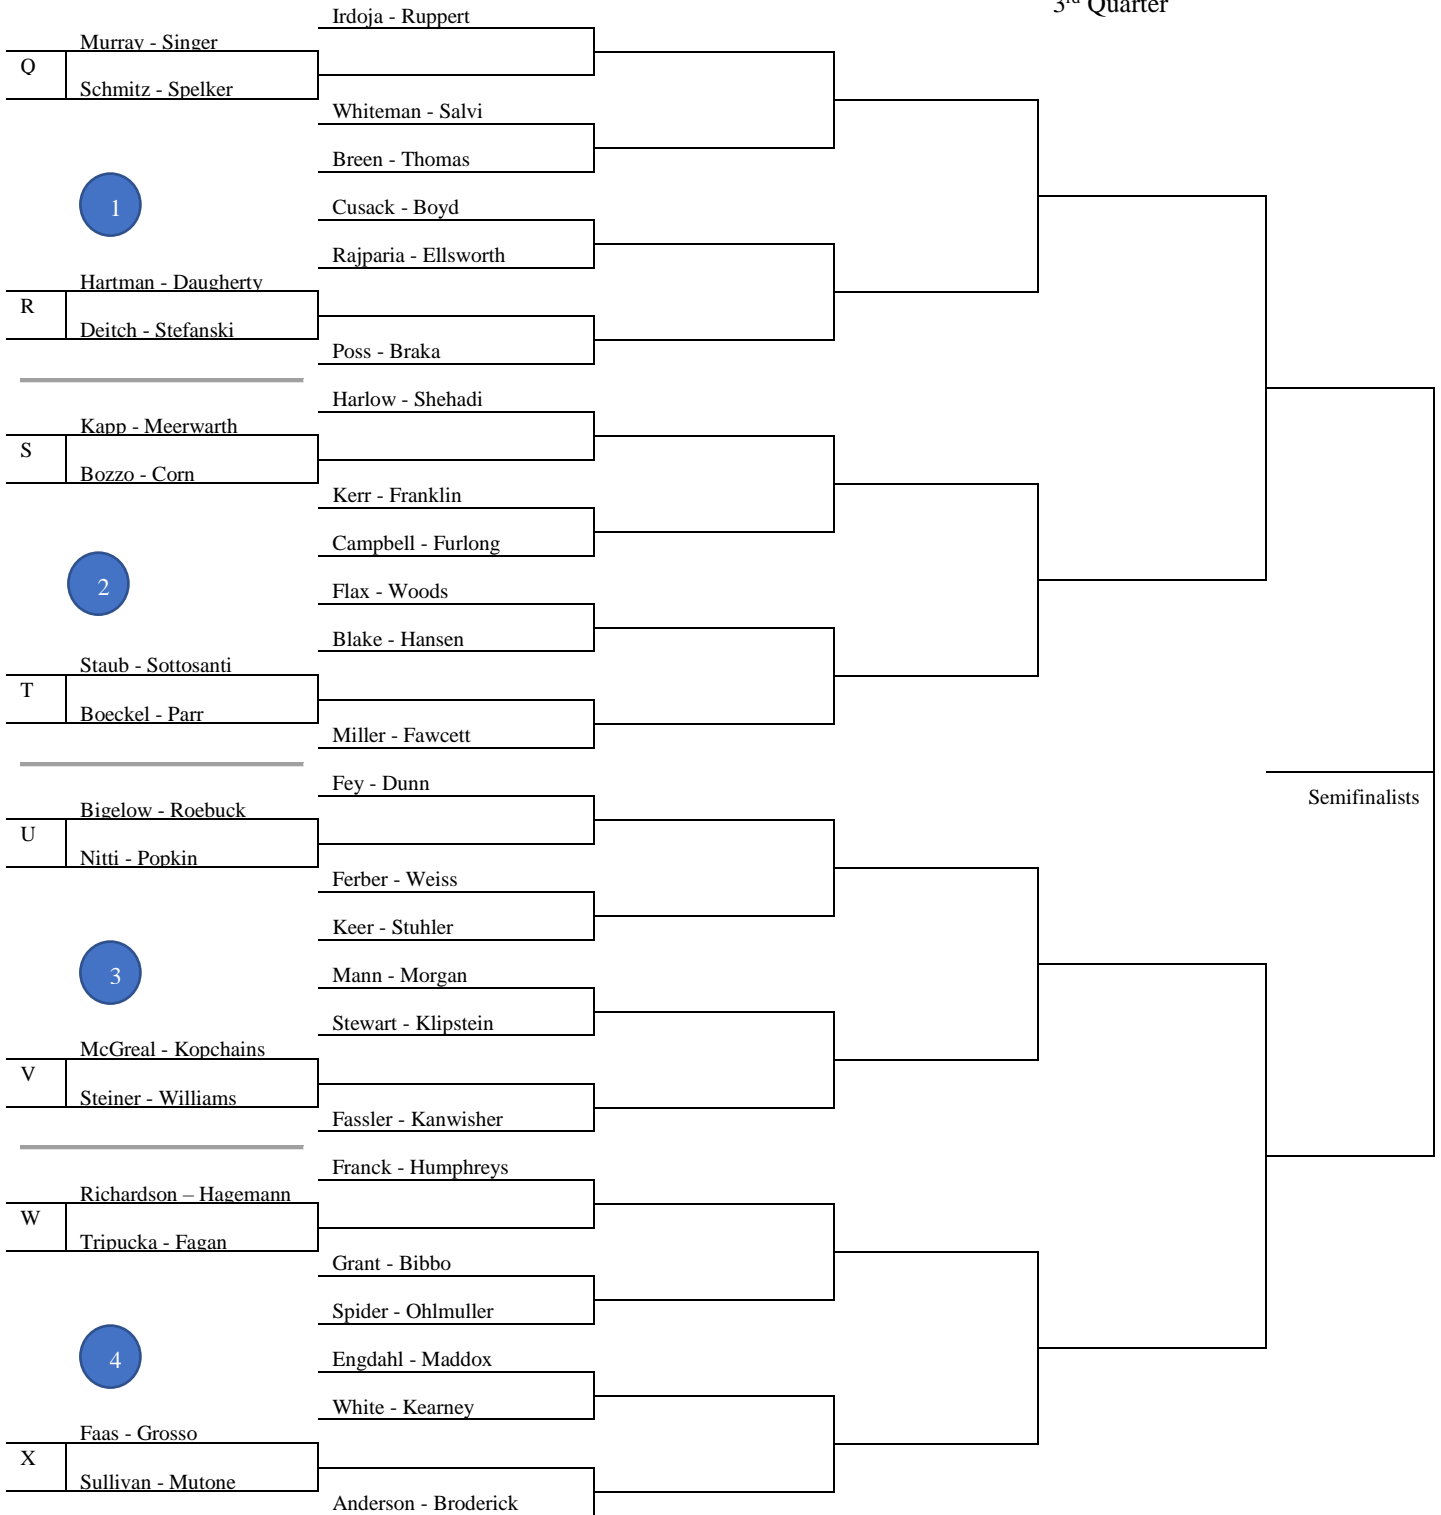 3rd Quarter
Irdoja - Ruppert
Murray - Singer
Q
Schmitz - Spelker
Whiteman - Salvi
Breen - Thomas
1
Cusack - Boyd
Rajparia - Ellsworth
Hartman - Daugherty
R
Deitch - Stefanski
Poss - Braka
Harlow - Shehadi
Kapp - Meerwarth
S
Bozzo - Corn
Kerr - Franklin
Campbell - Furlong
2
Flax - Woods
Blake - Hansen
Staub - Sottosanti
T
Boeckel - Parr
Miller - Fawcett
Fey - Dunn
Semifinalists
Bigelow - Roebuck
U
Nitti - Popkin
Ferber - Weiss
Keer - Stuhler
3
Mann - Morgan
Stewart - Klipstein
McGreal - Kopchains
V
Steiner - Williams
Fassler - Kanwisher
Franck - Humphreys
Richardson – Hagemann
W
Tripucka - Fagan
Grant - Bibbo
Spider - Ohlmuller
4
Engdahl - Maddox
White - Kearney
Faas - Grosso
X
Sullivan - Mutone
Anderson - Broderick